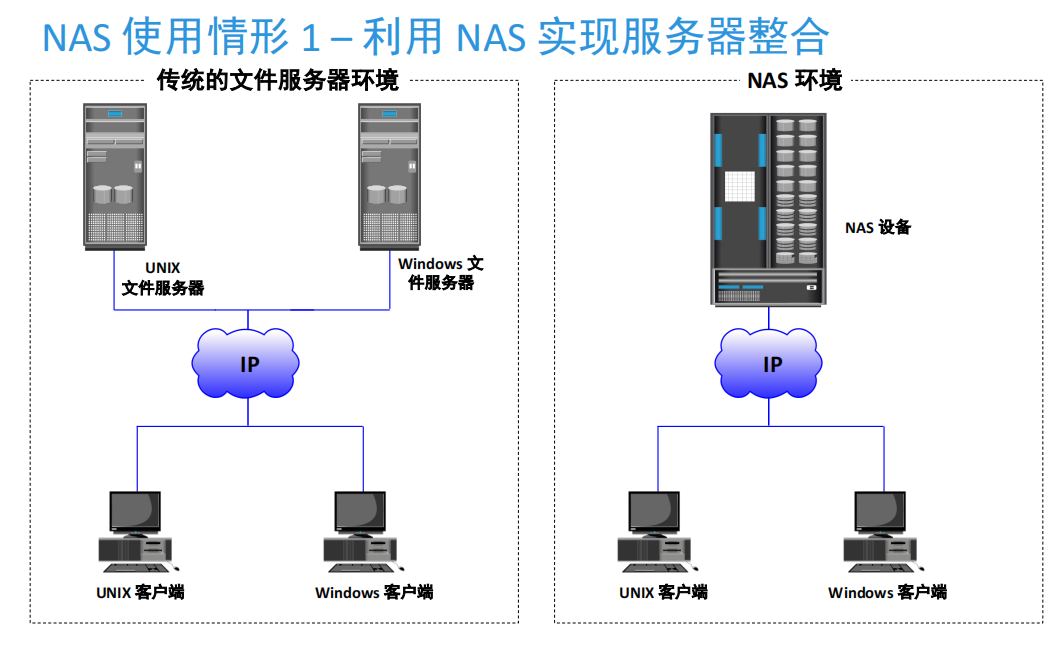 NAS 使用情形 1 – 利用 NAS 实现服务器整合
传统的文件服务器环境
UNIX
文件服务器
Windows 文
件服务器
IP
UNIX 客户端
Windows 客户端
NAS 环境
NAS 设备
IP
UNIX 客户端
Windows 客户端